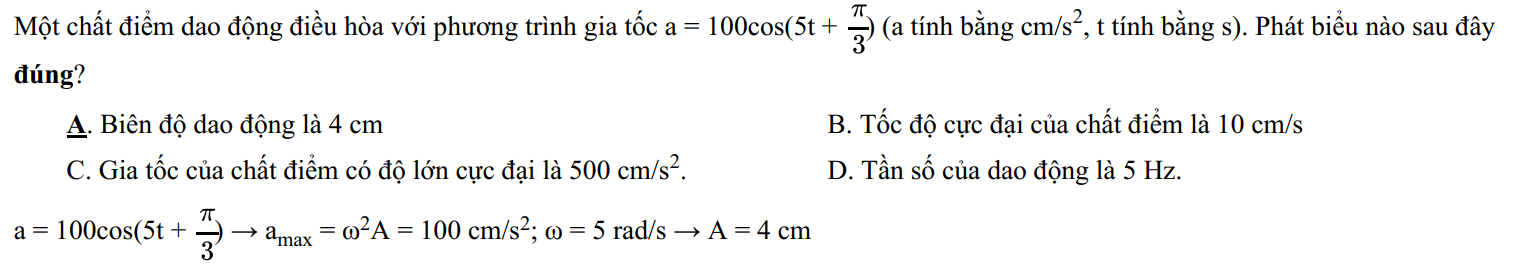 Một chất điểm dao động điều hòa với phương trình gia tốc a = 100cos(5t + π/3) (a tính bằng cm/s², t tính bằng s). Phát biểu nào sau đây
đúng?
A. Biên độ dao động là 4 cm B. Tốc độ cực đại của chất điểm là 10 cm/s
C. Gia tốc của chất điểm có độ lớn cực đại là 500 cm/s². D. Tần số của dao động là 5 Hz.
a = 100cos(5t + π/3) → aₘₐₓ = ω²A = 100 cm/s²; ω = 5 rad/s → A = 4 cm